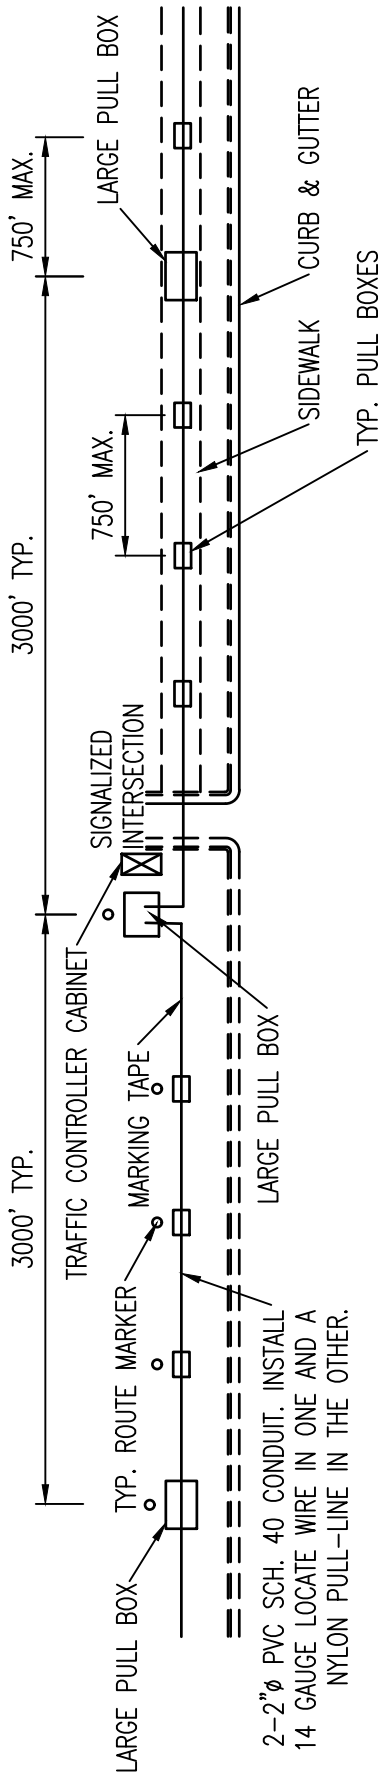 3000' TYP.
3000' TYP.
750' MAX.
TRAFFIC CONTROLLER CABINET
SIGNALIZED
INTERSECTION
750' MAX.
LARGE PULL BOX
LARGE PULL BOX
TYP. ROUTE MARKER
MARKING TAPE
LARGE PULL BOX
SIDEWALK
CURB & GUTTER
TYP. PULL BOXES
2-2"ø PVC SCH. 40 CONDUIT. INSTALL
14 GAUGE LOCATE WIRE IN ONE AND A
NYLON PULL-LINE IN THE OTHER.